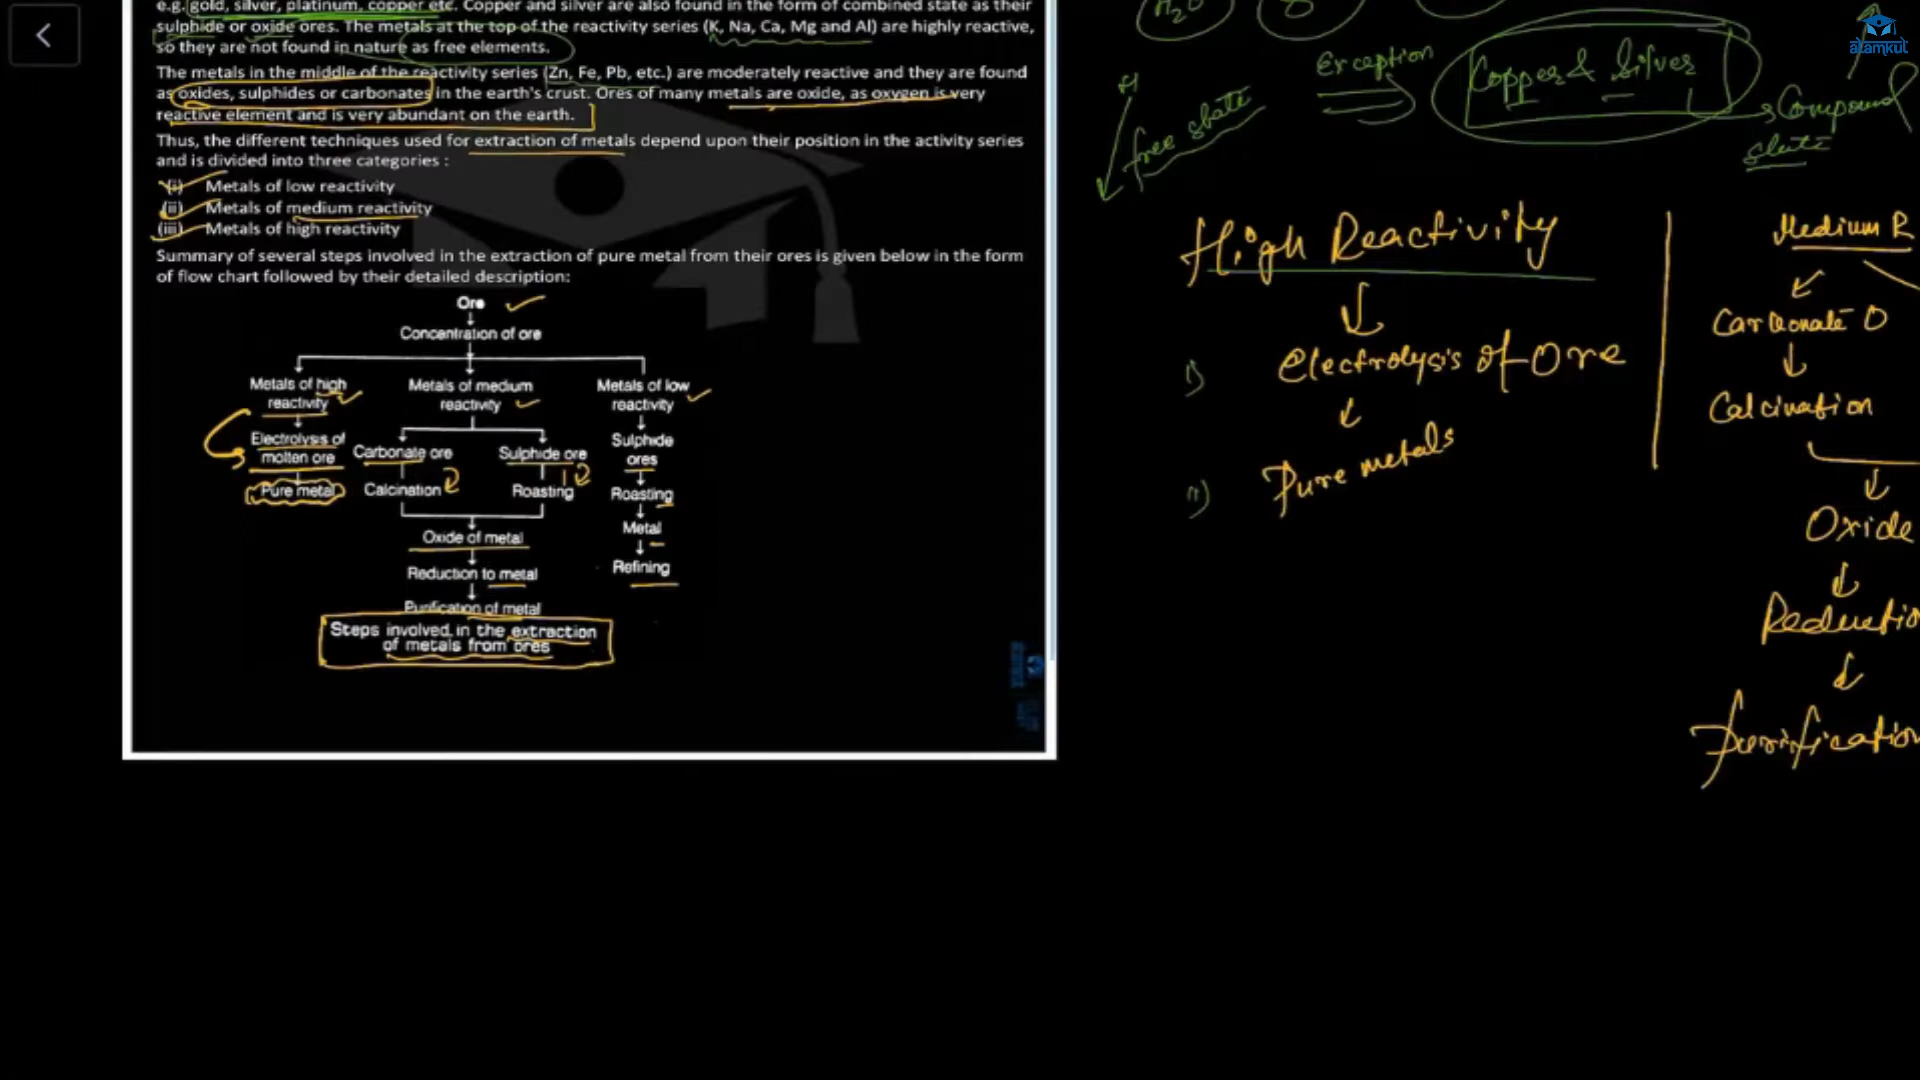 e.g. gold, silver, platinum, copper etc. Copper and silver are also found in the form of combined state as their
sulphide or oxide ores. The metals at the top of the reactivity series (K, Na, Ca, Mg and Al) are highly reactive,
so they are not found in nature as free elements.
The metals in the middle of the reactivity series (Zn, Fe, Pb, etc.) are moderately reactive and they are found
as oxides, sulphides or carbonates in the earth's crust. Ores of many metals are oxide, as oxygen is very
reactive element and is very abundant on the earth.
Thus, the different techniques used for extraction of metals depend upon their position in the activity series
and is divided into three categories :
(i) Metals of low reactivity
(ii) Metals of medium reactivity
(iii) Metals of high reactivity
Summary of several steps involved in the extraction of pure metal from their ores is given below in the form
of flow chart followed by their detailed description:
Ore
Concentration of ore
Metals of high
reactivity
Metals of medium
reactivity
Metals of low
reactivity
Electrolysis of
molten ore
Pure metal
Carbonate ore
Calcination
Sulphide ore
Roasting
Sulphide
ores
Roasting
Metal
Refining
Oxide of metal
Reduction to metal
Purification of metal
Steps involved in the extraction
of metals from ores
H2O
Exception
Copper & Silver
free state
Compound
state
High Reactivity
i) Electrolysis of Ore
ii) Pure metals
Medium R
Carbonate O
Calcination
Oxide
Reductio
Purification
atamkul